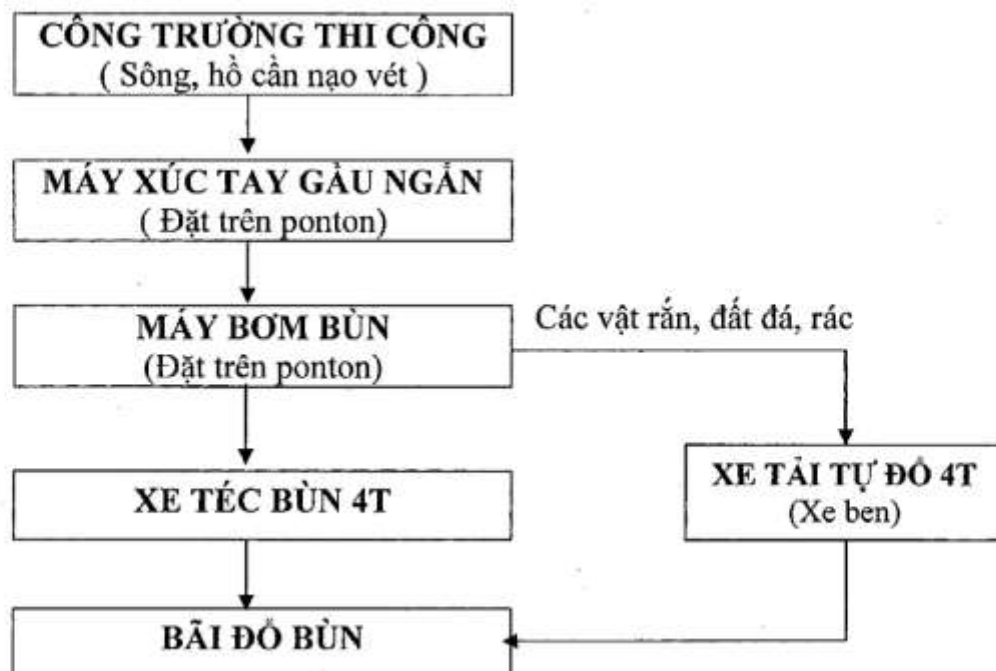 CÔNG TRƯỜNG THI CÔNG
( Sông, hồ cần nạo vét )
MÁY XÚC TAY GẦU NGẮN
( Đặt trên ponton)
MÁY BƠM BÙN
(Đặt trên ponton)
Các vật rắn, đất đá, rác
XE TÉC BÙN 4T
XE TẢI TỰ ĐỔ 4T
(Xe ben)
BÃI ĐỔ BÙN